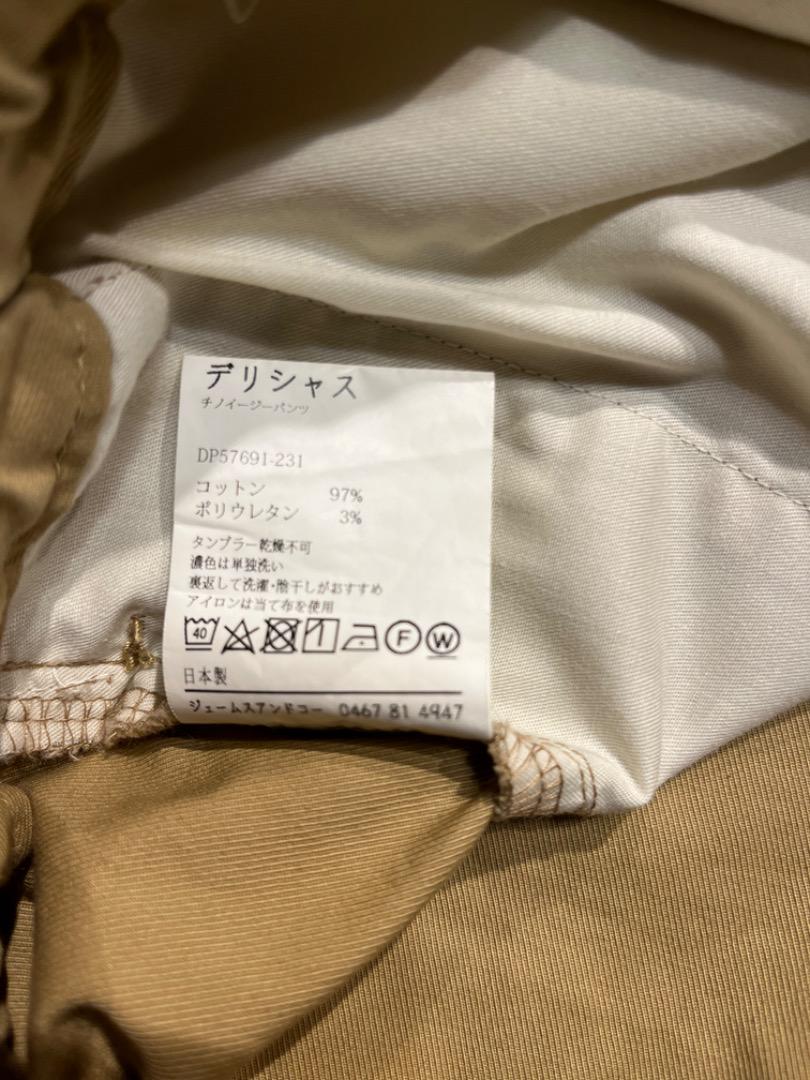 デリシャス
チノイージーパンツ
DP57691-231
コットン 97%
ポリウレタン 3%
タンブラー乾燥不可
濃色は単独洗い
裏返して洗濯・陰干しがおすすめ
アイロンは当て布を使用
40 F W
日本製
ジェームスアンドコー 0467 81 4947